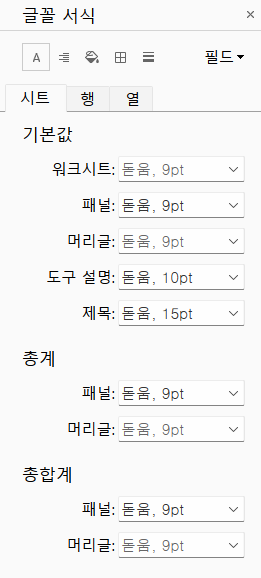 글꼴 서식 ×
A 필드
시트 행 열
기본값
워크시트: 돋움, 9pt
패널: 돋움, 9pt
머리글: 돋움, 9pt
도구 설명: 돋움, 10pt
제목: 돋움, 15pt
총계
패널: 돋움, 9pt
머리글: 돋움, 9pt
총합계
패널: 돋움, 9pt
머리글: 돋움, 9pt